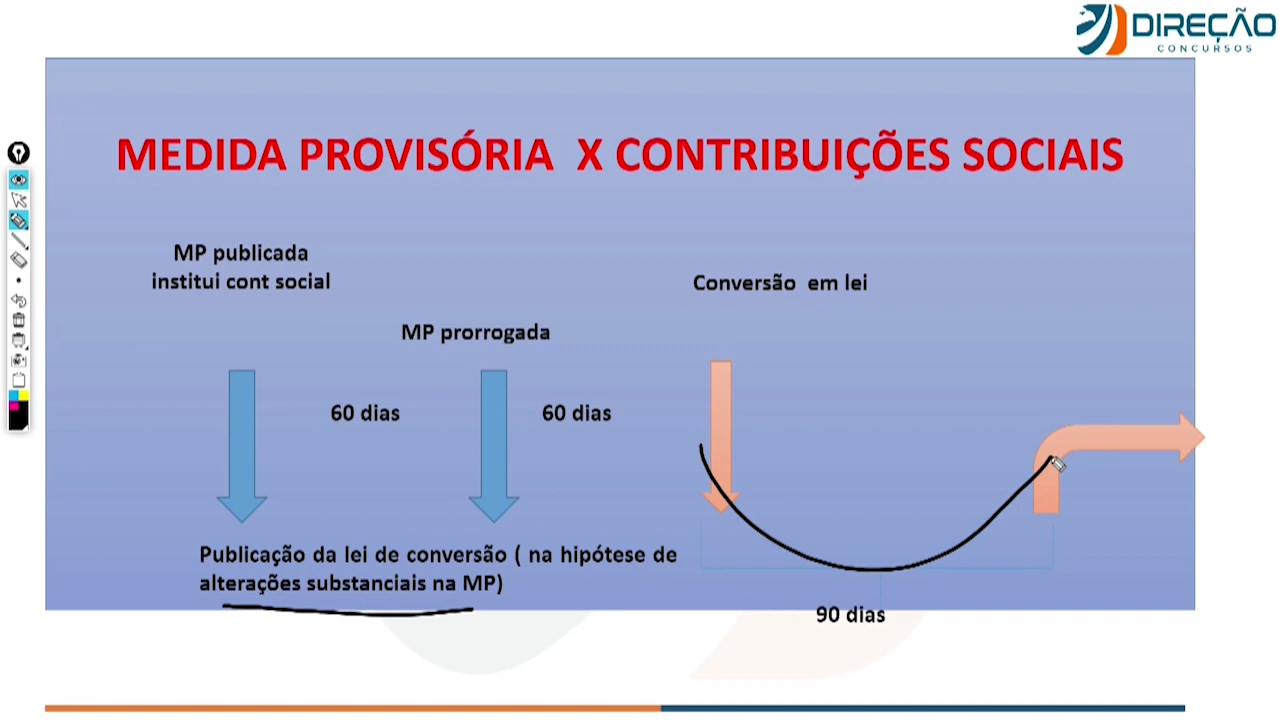 DIREÇÃO
CONCURSOS
MEDIDA PROVISÓRIA X CONTRIBUIÇÕES SOCIAIS
MP publicada
institui cont social
Conversão em lei
MP prorrogada
60 dias
60 dias
Publicação da lei de conversão ( na hipótese de
alterações substanciais na MP)
90 dias